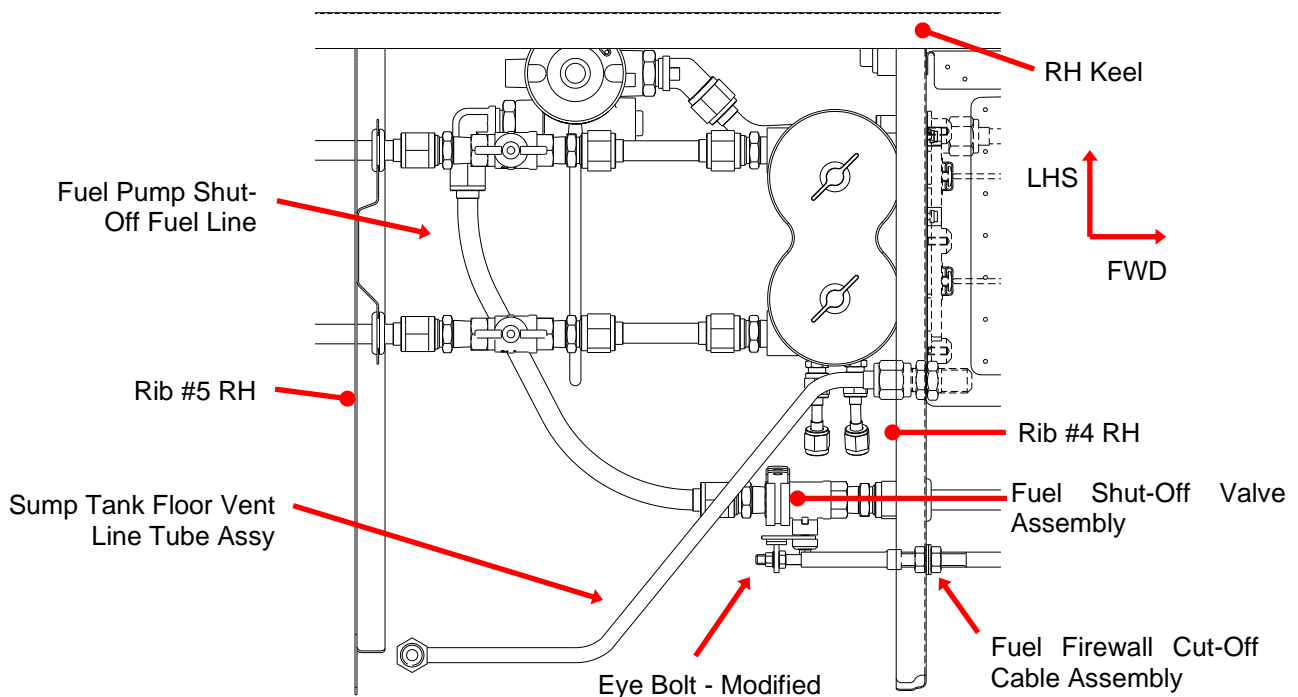 RH Keel
LHS
FWD
Fuel Pump Shut-
Off Fuel Line
Rib #5 RH
Rib #4 RH
Sump Tank Floor Vent
Line Tube Assy
Fuel Shut-Off Valve
Assembly
Eye Bolt - Modified
Fuel Firewall Cut-Off
Cable Assembly